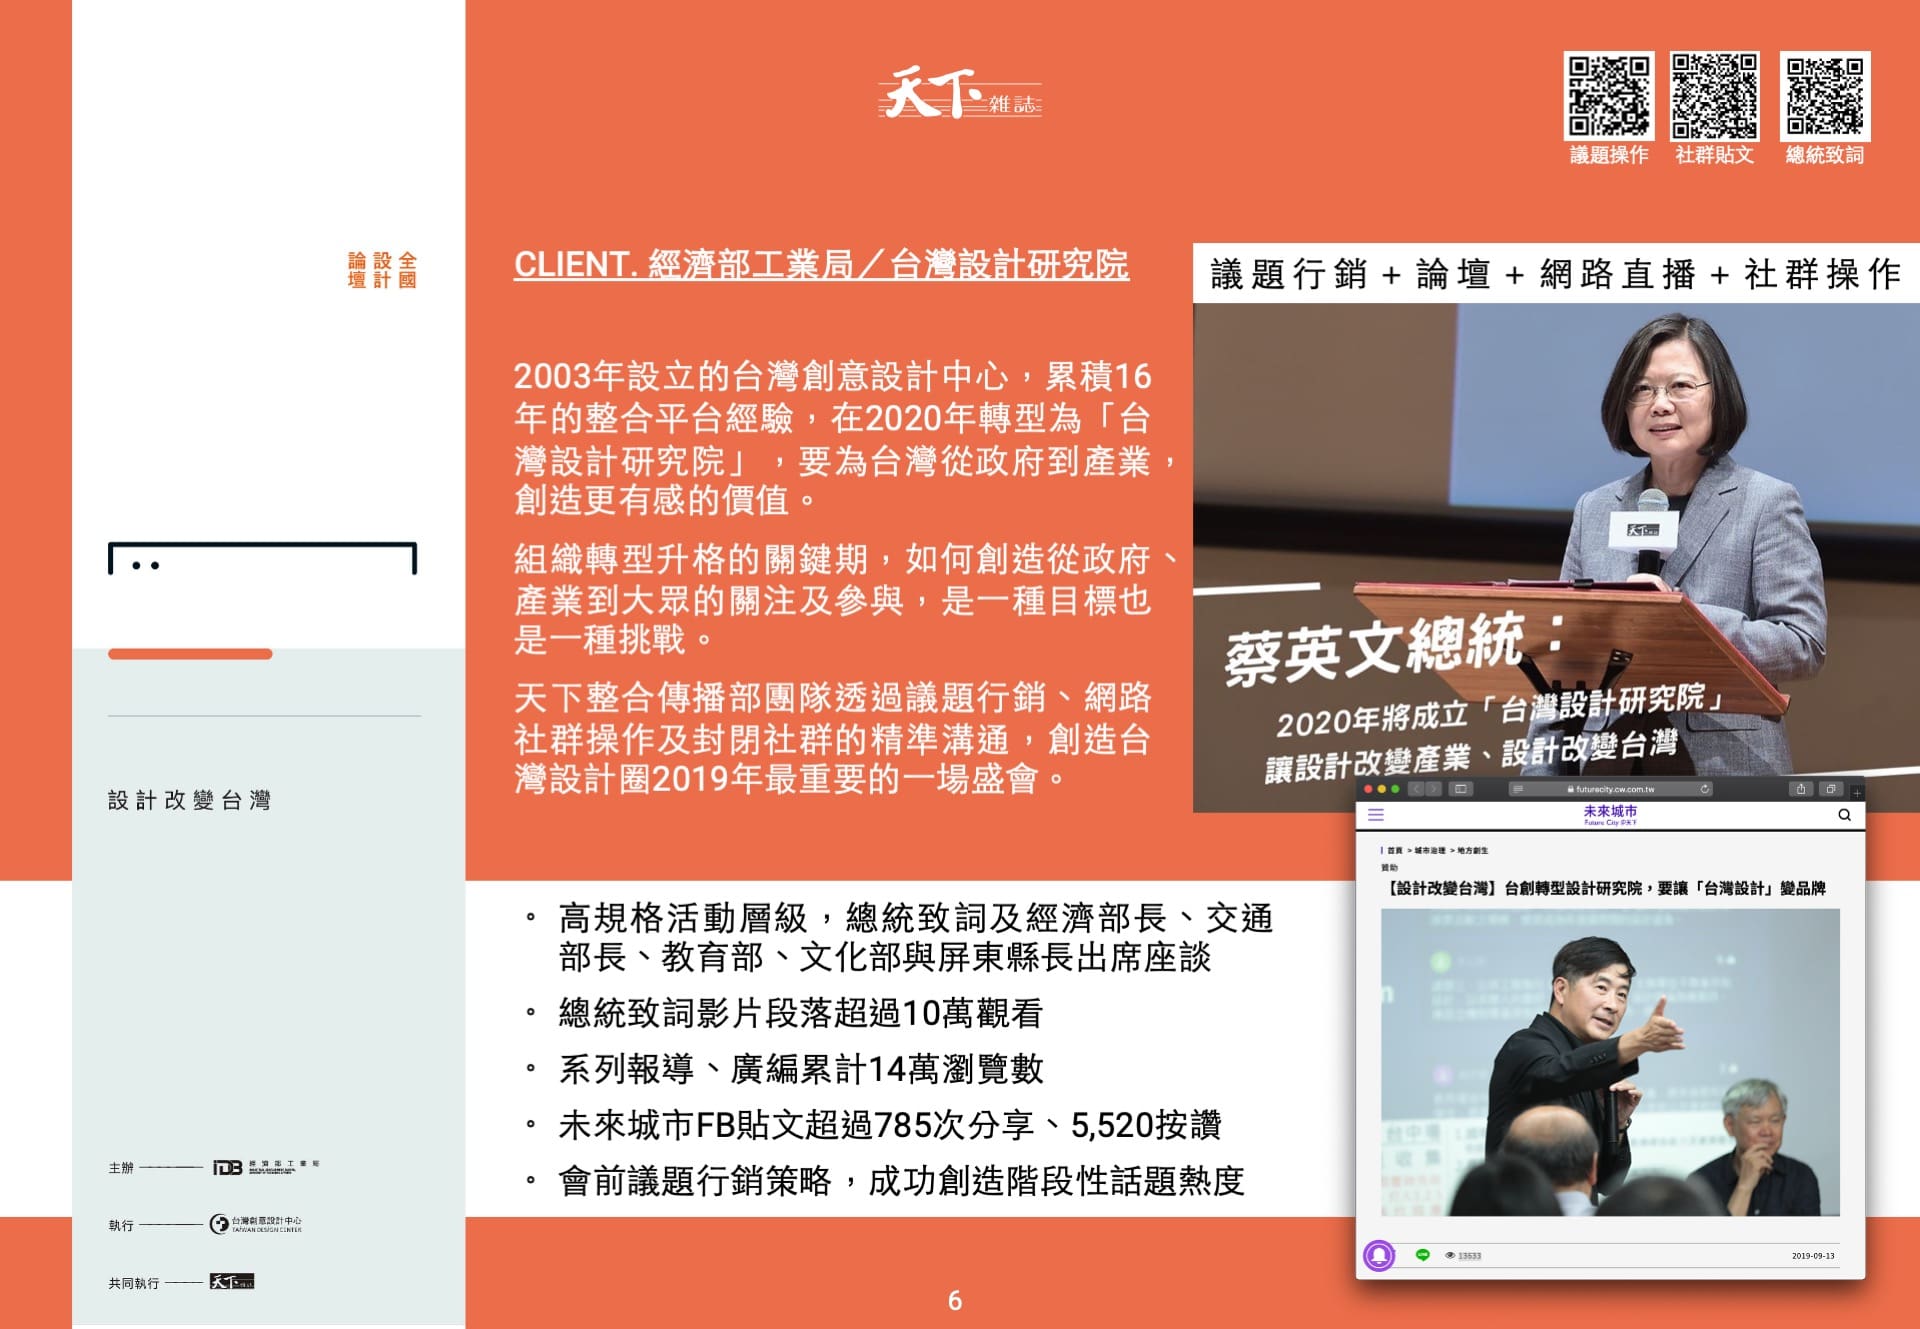 天下雜誌
議題操作
社群貼文
總統致詞
全國
設計
論壇
設計改變台灣
主辦
IDB 經濟部工業局
執行
台灣創意設計中心
TAIWAN DESIGN CENTER
共同執行
天下雜誌
CLIENT. 經濟部工業局／台灣設計研究院
2003年設立的台灣創意設計中心，累積16
年的整合平台經驗，在2020年轉型為「台
灣設計研究院」，要為台灣從政府到產業，
創造更有感的價值。
組織轉型升格的關鍵期，如何創造從政府、
產業到大眾的關注及參與，是一種目標也
是一種挑戰。
天下整合傳播部團隊透過議題行銷、網路
社群操作及封閉社群的精準溝通，創造台
灣設計圈2019年最重要的一場盛會。
議題行銷+論壇+網路直播+社群操作
天下
蔡英文總統：
2020年將成立「台灣設計研究院」
讓設計改變產業、設計改變台灣
• 高規格活動層級，總統致詞及經濟部長、交通
部長、教育部、文化部與屏東縣長出席座談
• 總統致詞影片段落超過10萬觀看
• 系列報導、廣編累計14萬瀏覽數
• 未來城市FB貼文超過785次分享、5,520按讚
• 會前議題行銷策略，成功創造階段性話題熱度
futurecity.cw.com.tw
未來城市
Future City @天下
首頁 > 城市治理 > 地方創生
贊助
【設計改變台灣】台創轉型設計研究院，要讓「台灣設計」變品牌
13633
2019-09-13
6